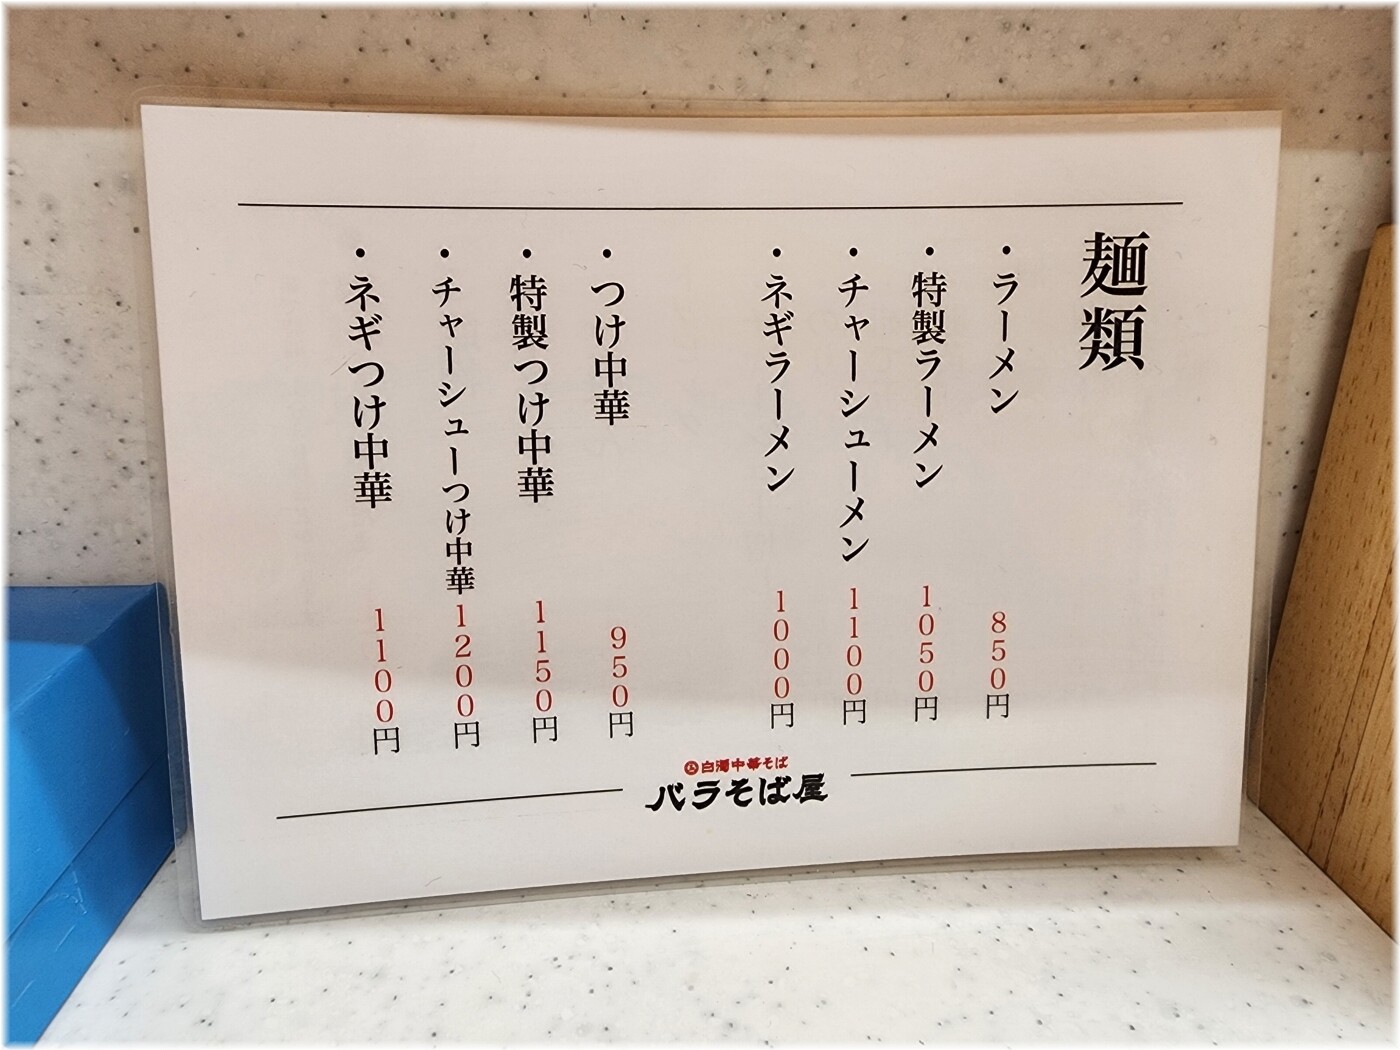 麺類
・ラーメン 850円
・特製ラーメン 1050円
・チャーシューメン 1100円
・ネギラーメン 1000円
・つけ中華 950円
・特製つけ中華 1150円
・チャーシューつけ中華 1200円
・ネギつけ中華 1100円
白濁中華そば
バラそば屋